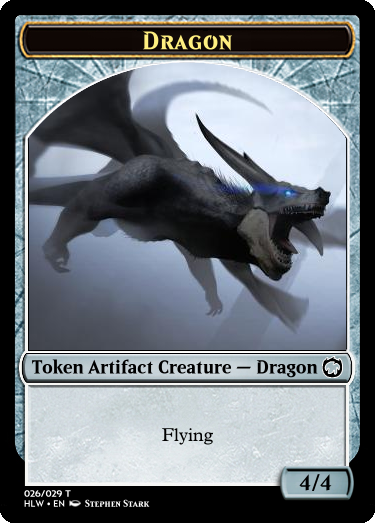 Dragon
Token Artifact Creature — Dragon
Flying
4/4
026/029 T
HLW • EN Stephen Stark